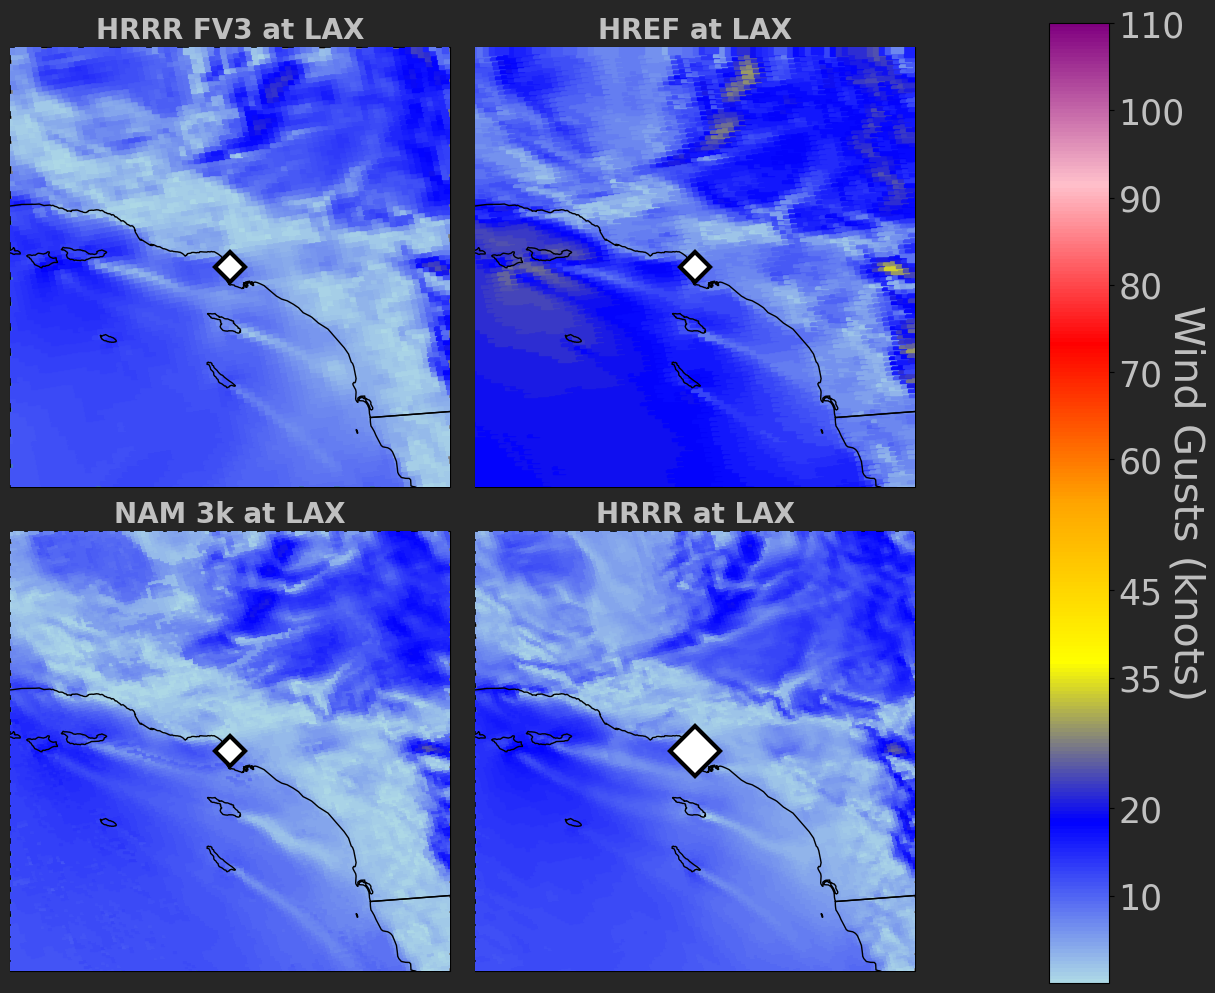 HRRR FV3 at LAX
HREF at LAX
NAM 3k at LAX
HRRR at LAX
110
100
90
80
70
60
45
35
20
10
Wind Gusts (knots)